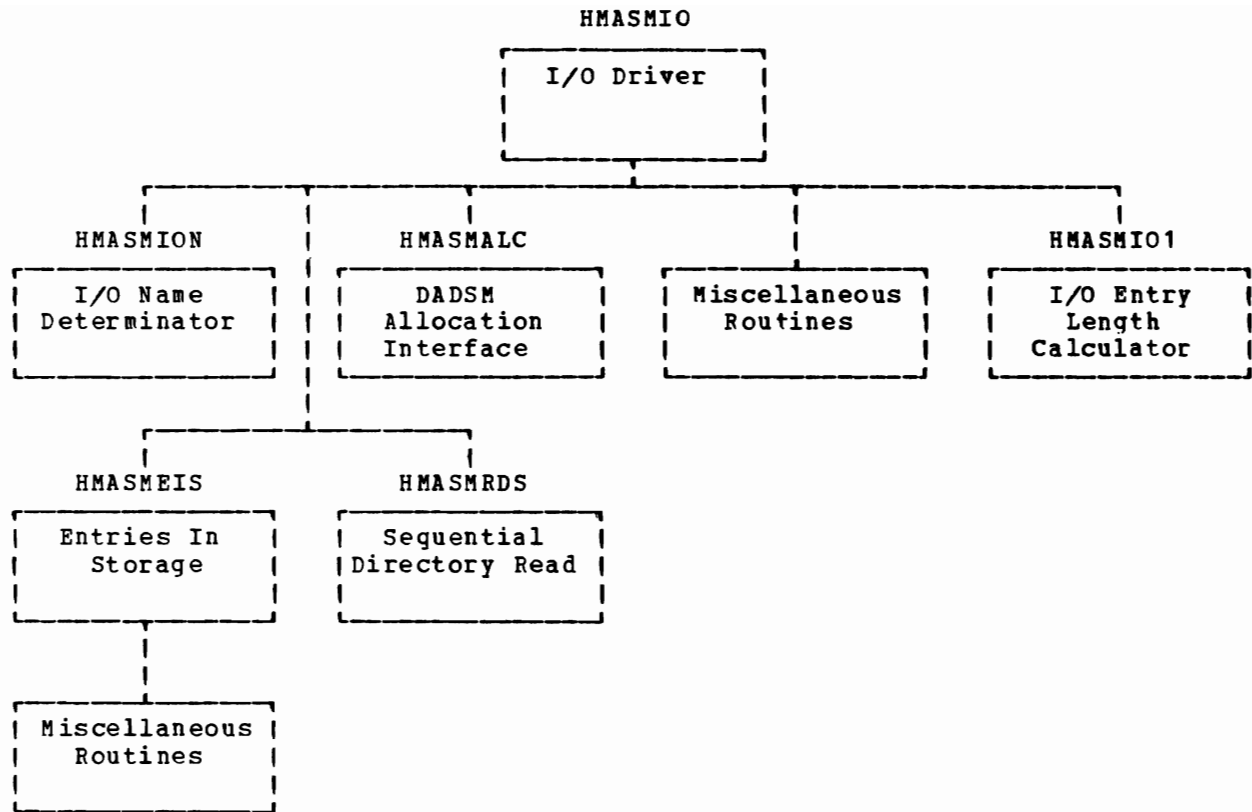 HMASMIO
I/O Driver
HMASMION
HMASMALC
HMASMIO1
I/O Name
Determinator
DADSM
Allocation
Interface
Miscellaneous
Routines
I/O Entry
Length
Calculator
HMASMEIS
HMASMRDS
Entries In
Storage
Sequential
Directory Read
Miscellaneous
Routines